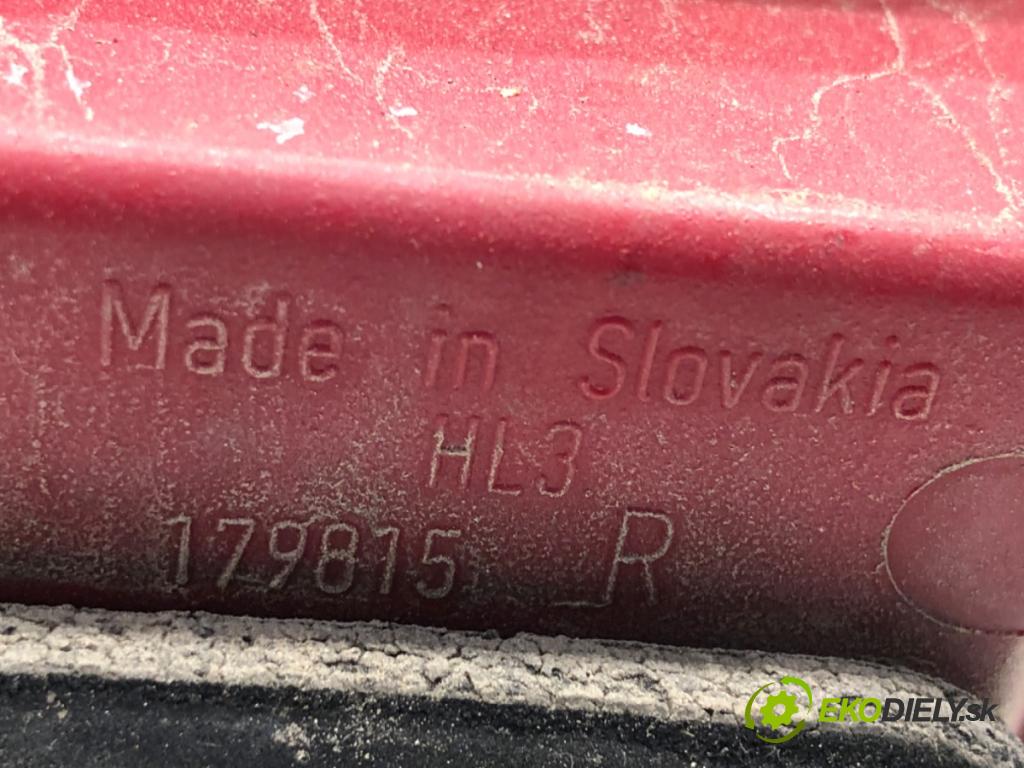 Made in Slovakia
HL3
179815 R
EKODIELY.sk